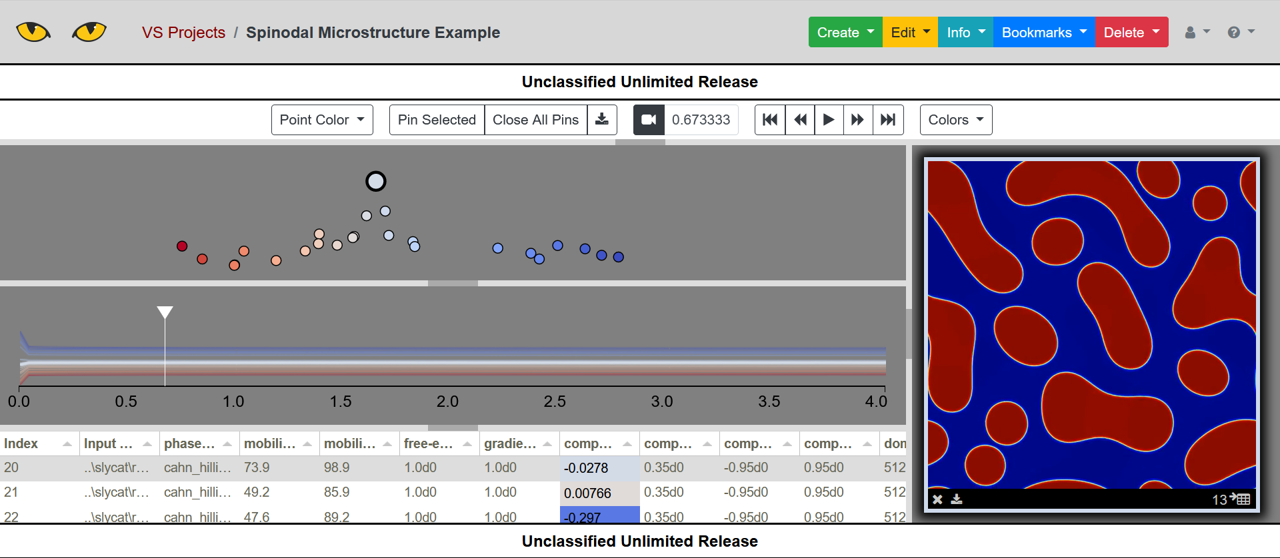 VS Projects / Spinodal Microstructure Example
Create Edit Info Bookmarks Delete
Unclassified Unlimited Release
Point Color Pin Selected Close All Pins 0.673333 Colors
0.0 0.5 1.0 1.5 2.0 2.5 3.0 3.5 4.0
Index Input ... phase... mobili... mobili... free-e... gradie... comp... comp... comp... comp... don
20 ..\slycat\r... cahn_hilli... 73.9 98.9 1.0d0 1.0d0 -0.0278 0.35d0 -0.95d0 0.95d0 512
21 ..\slycat\r... cahn_hilli... 49.2 85.9 1.0d0 1.0d0 0.00766 0.35d0 -0.95d0 0.95d0 512
22 ..\slycat\r... cahn_hilli... 47.6 89.2 1.0d0 1.0d0 -0.297 0.35d0 -0.95d0 0.95d0 512
13
Unclassified Unlimited Release